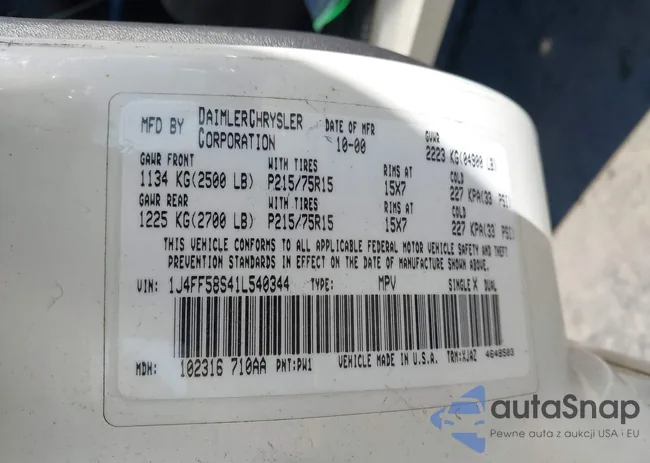 MFD BY DAIMLERCHRYSLER CORPORATION DATE OF MFR 10-00 GVWR 2223 KG(04900 LB)
GAWR FRONT WITH TIRES RIMS AT COLD
1134 KG(2500 LB) P215/75R15 15X7 227 KPA(33 PSI)
GAWR REAR WITH TIRES RIMS AT COLD
1225 KG(2700 LB) P215/75R15 15X7 227 KPA(33 PSI)
THIS VEHICLE CONFORMS TO ALL APPLICABLE FEDERAL MOTOR VEHICLE SAFETY AND THEFT
PREVENTION STANDARDS IN EFFECT ON THE DATE OF MANUFACTURE SHOWN ABOVE.
VIN: 1J4FF58S41L540344 TYPE: MPV SINGLE X DUAL
MDH: 102316 710AA PNT:PW1 VEHICLE MADE IN U.S.A. TRM:XJAZ 4648503
autaSnap
Pewne auta z aukcji USA i EU